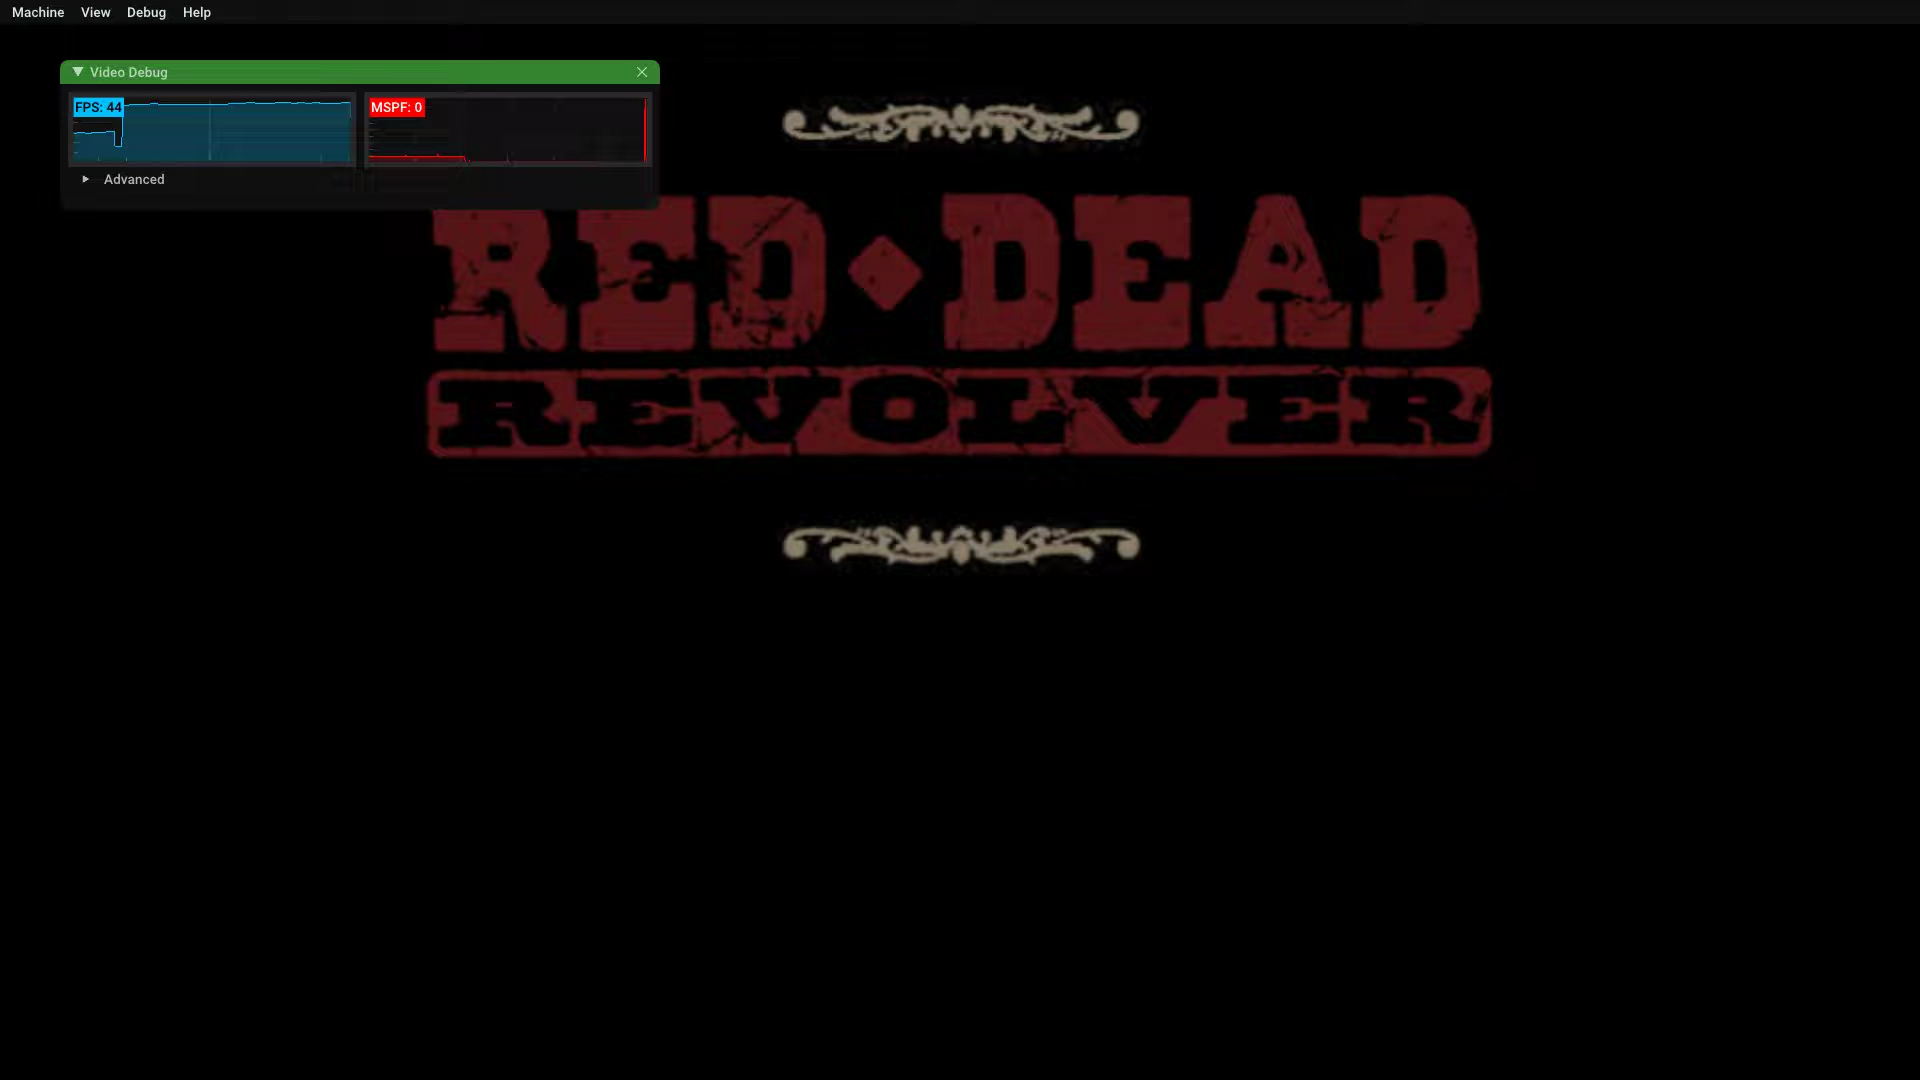 Machine View Debug Help
Video Debug
FPS: 44
MSPF: 0
Advanced
RED DEAD
REVOLVER